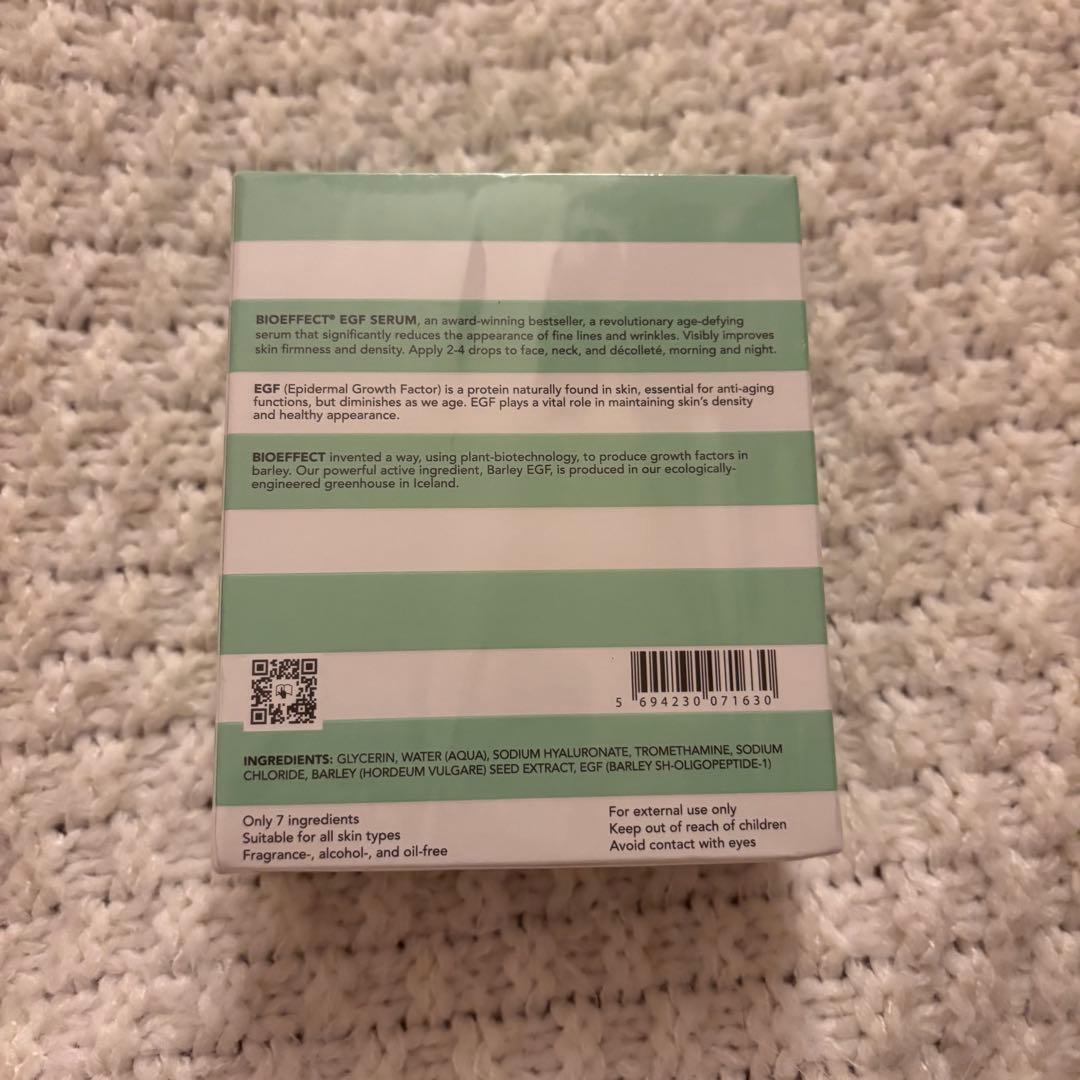 BIOEFFECT® EGF SERUM, an award-winning bestseller, a revolutionary age-defying
serum that significantly reduces the appearance of fine lines and wrinkles. Visibly improves
skin firmness and density. Apply 2-4 drops to face, neck, and décolleté, morning and night.
EGF (Epidermal Growth Factor) is a protein naturally found in skin, essential for anti-aging
functions, but diminishes as we age. EGF plays a vital role in maintaining skin's density
and healthy appearance.
BIOEFFECT invented a way, using plant-biotechnology, to produce growth factors in
barley. Our powerful active ingredient, Barley EGF, is produced in our ecologically-
engineered greenhouse in Iceland.
5 694230 071630
INGREDIENTS: GLYCERIN, WATER (AQUA), SODIUM HYALURONATE, TROMETHAMINE, SODIUM
CHLORIDE, BARLEY (HORDEUM VULGARE) SEED EXTRACT, EGF (BARLEY SH-OLIGOPEPTIDE-1)
Only 7 ingredients
Suitable for all skin types
Fragrance-, alcohol-, and oil-free
For external use only
Keep out of reach of children
Avoid contact with eyes